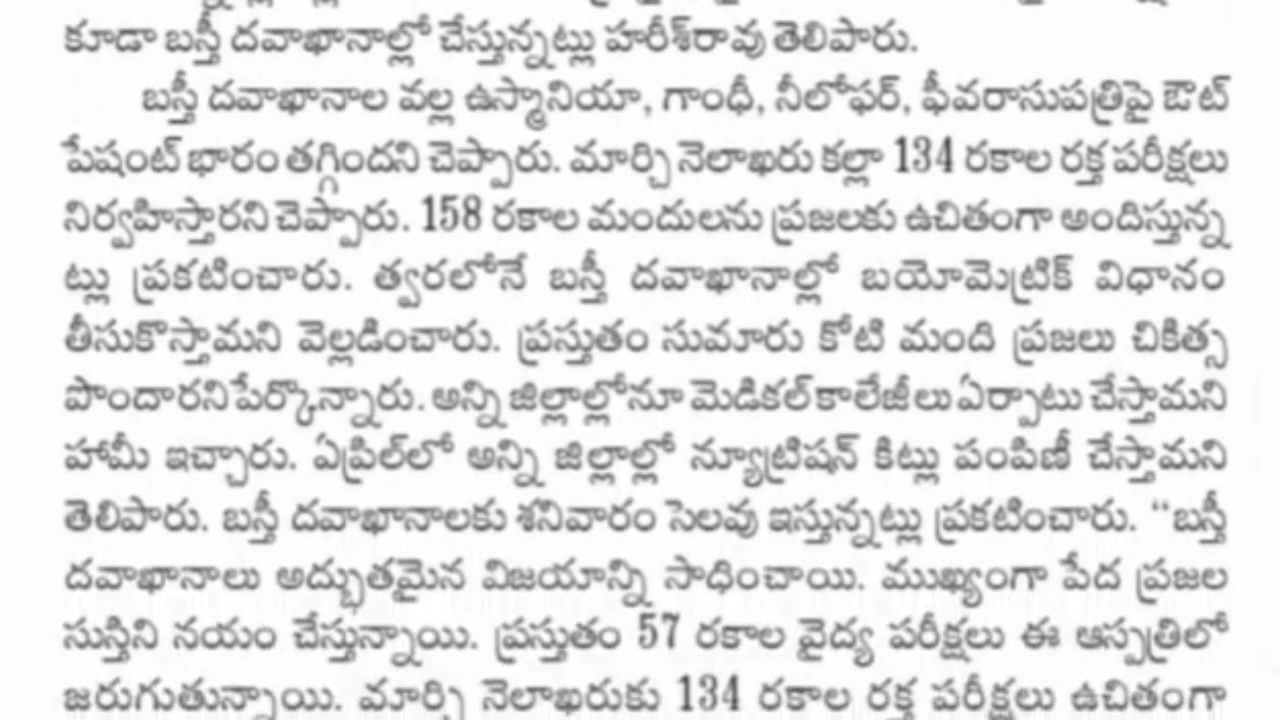 కూడా బస్తీ దవాఖానాల్లో చేస్తున్నట్లు హరీశ్‌రావు తెలిపారు.
బస్తీ దవాఖానాల వల్ల ఉస్మానియా, గాంధీ, నీలోఫర్, ఫీవరాసుపత్రిపై ఔట్
పేషంట్ భారం తగ్గిందని చెప్పారు. మార్చి నెలాఖరు కల్లా 134 రకాల రక్త పరీక్షలు
నిర్వహిస్తారని చెప్పారు. 158 రకాల మందులను ప్రజలకు ఉచితంగా అందిస్తున్న
ట్లు ప్రకటించారు. త్వరలోనే బస్తీ దవాఖానాల్లో బయోమెట్రిక్ విధానం
తీసుకొస్తామని వెల్లడించారు. ప్రస్తుతం సుమారు కోటి మంది ప్రజలు చికిత్స
పొందారని పేర్కొన్నారు. అన్ని జిల్లాల్లోనూ మెడికల్ కాలేజీలు ఏర్పాటు చేస్తామని
హామీ ఇచ్చారు. ఏప్రిల్‌లో అన్ని జిల్లాల్లో న్యూట్రిషన్ కిట్లు పంపిణీ చేస్తామని
తెలిపారు. బస్తీ దవాఖానాలకు శనివారం సెలవు ఇస్తున్నట్లు ప్రకటించారు. “బస్తీ
దవాఖానాలు అద్భుతమైన విజయాన్ని సాధించాయి. ముఖ్యంగా పేద ప్రజల
సుస్తిని నయం చేస్తున్నాయి. ప్రస్తుతం 57 రకాల వైద్య పరీక్షలు ఈ ఆస్పత్రిలో
జరుగుతున్నాయి. మార్చి నెలాఖరుకు 134 రకాల రక్త పరీక్షలు ఉచితంగా